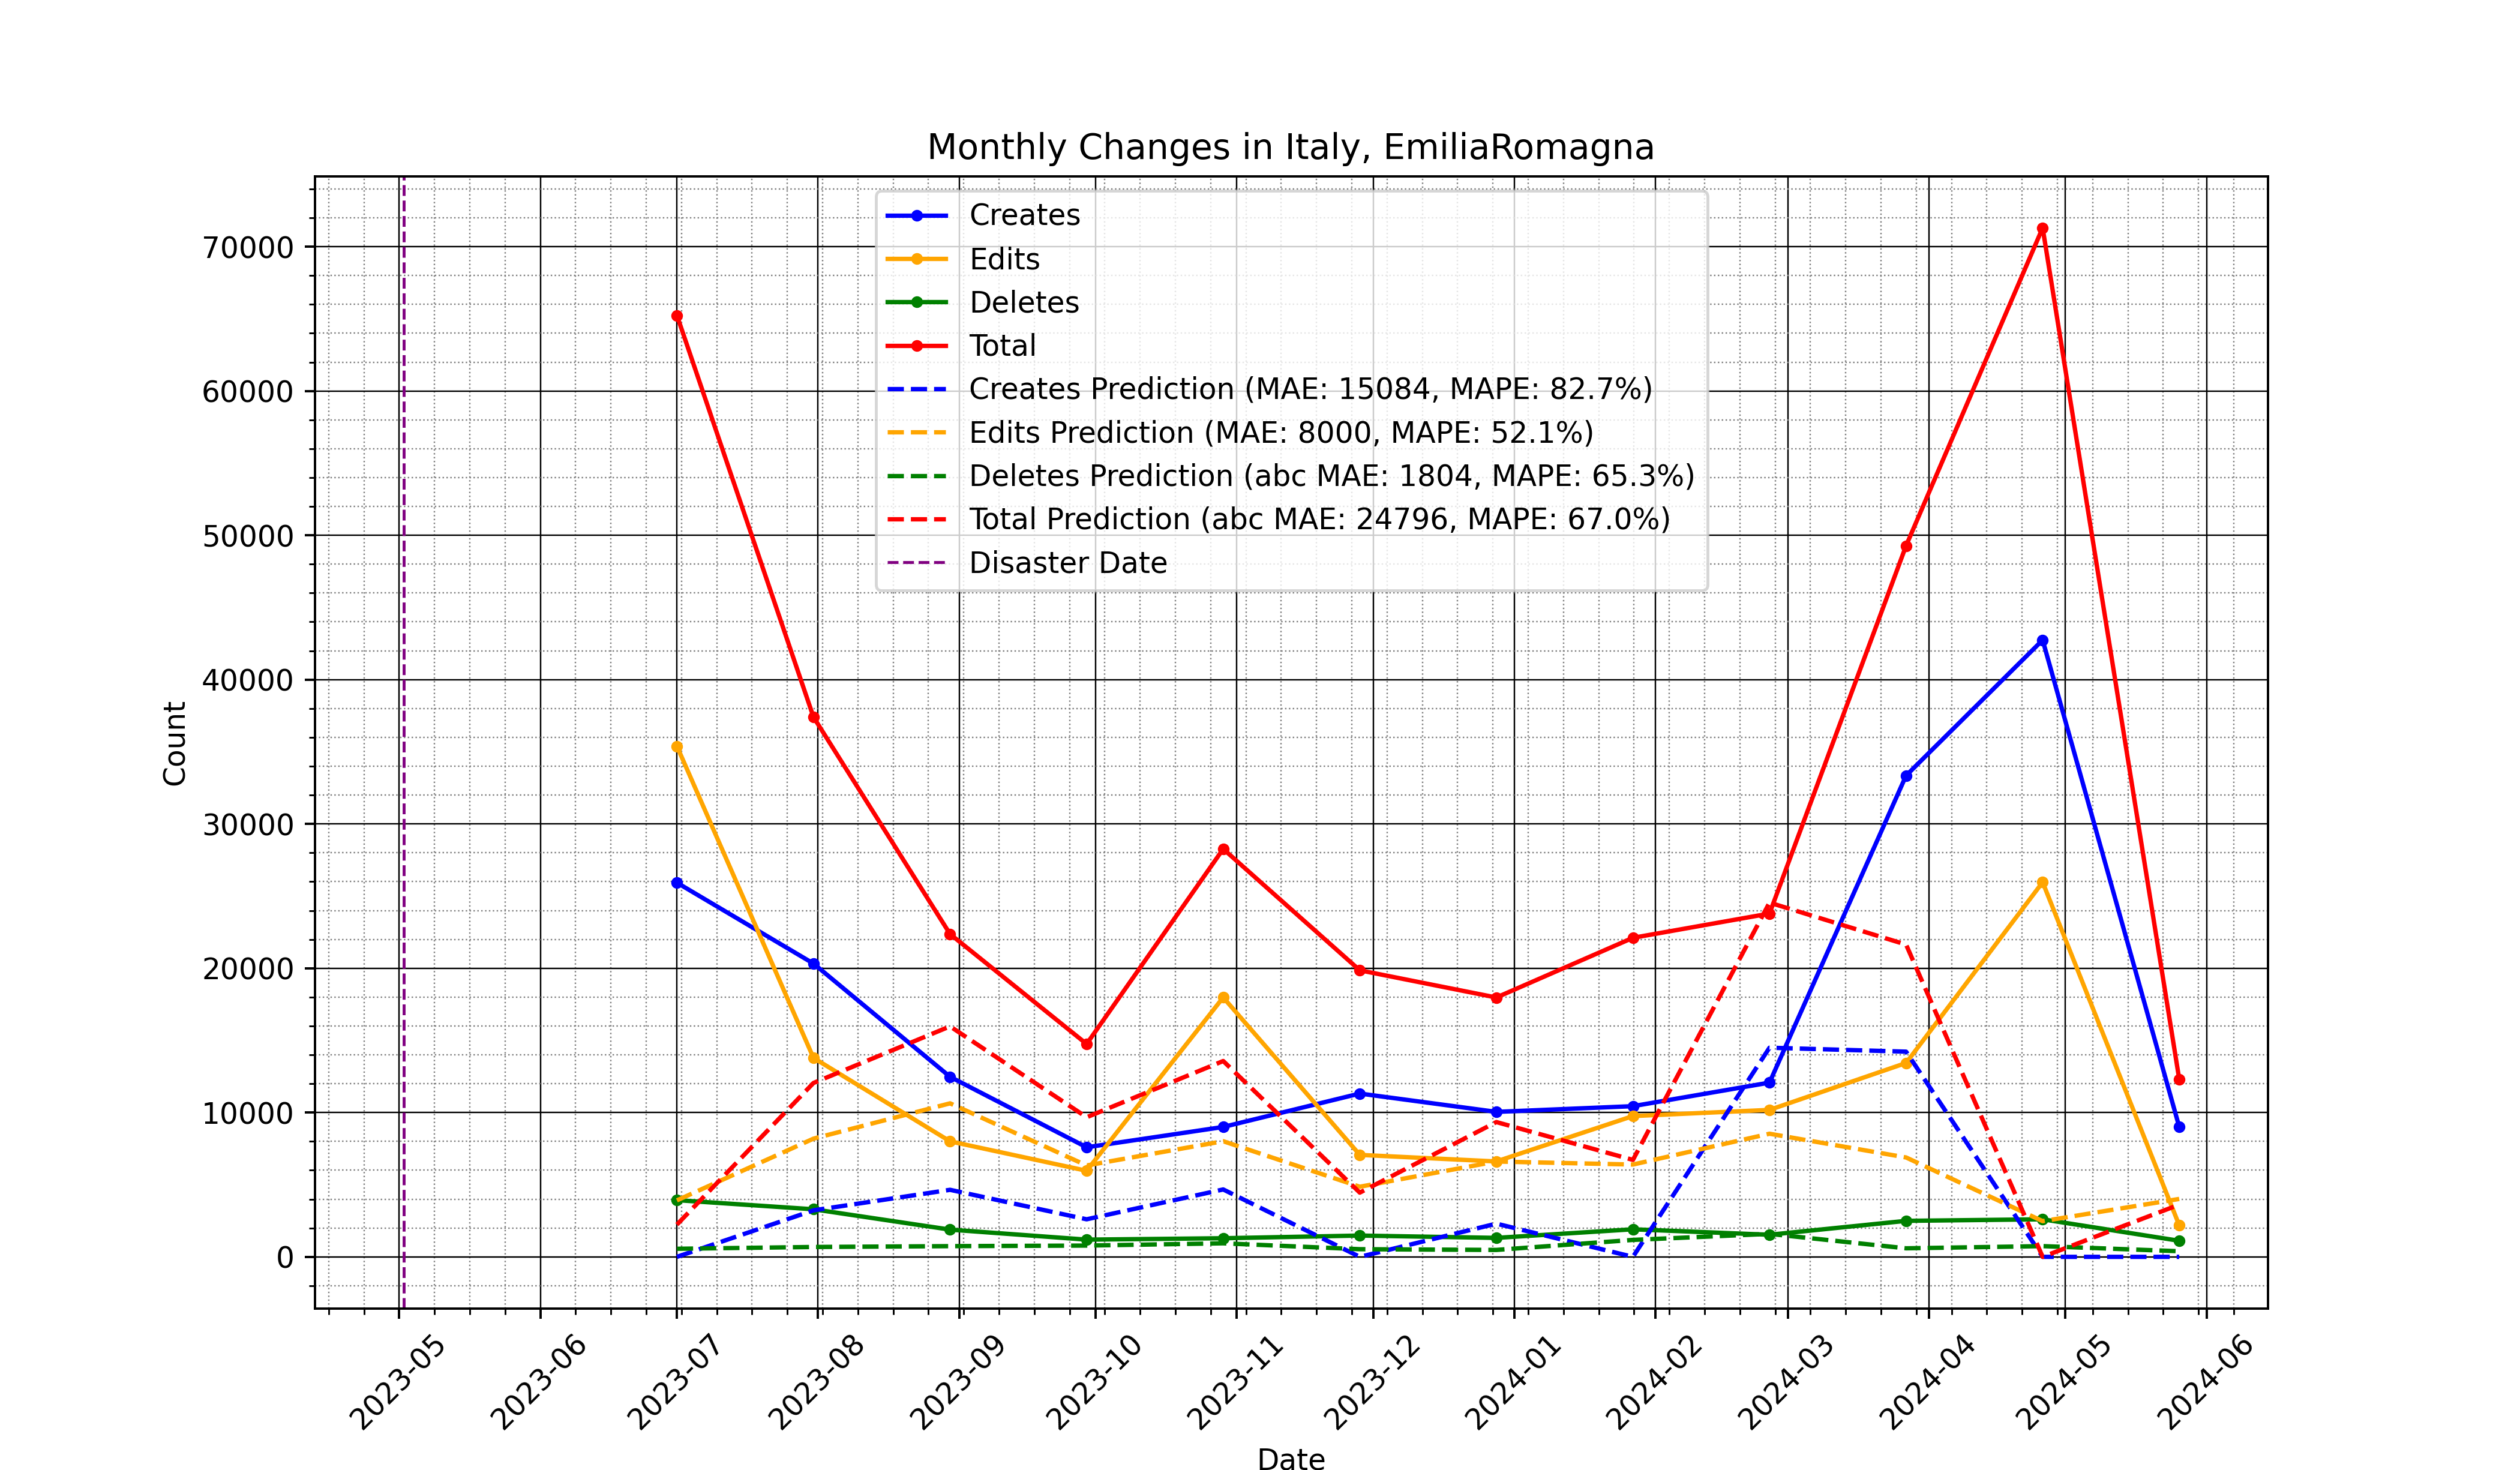 Monthly Changes in Italy, EmiliaRomagna
Creates
Edits
Deletes
Total
Creates Prediction (MAE: 15084, MAPE: 82.7%)
Edits Prediction (MAE: 8000, MAPE: 52.1%)
Deletes Prediction (abc MAE: 1804, MAPE: 65.3%)
Total Prediction (abc MAE: 24796, MAPE: 67.0%)
Disaster Date
Count
70000
60000
50000
40000
30000
20000
10000
0
2023-05
2023-06
2023-07
2023-08
2023-09
2023-10
2023-11
2023-12
2024-01
2024-02
2024-03
2024-04
2024-05
2024-06
Date